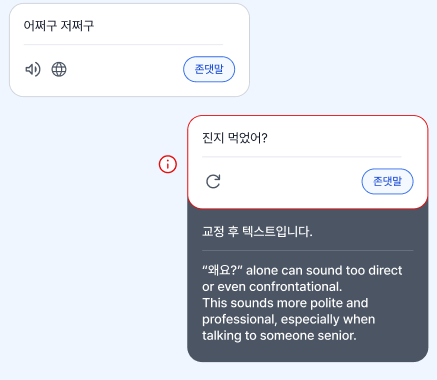 어쩌구 저쩌구
존댓말
진지 먹었어?
존댓말
교정 후 텍스트입니다.
“왜요?” alone can sound too direct
or even confrontational.
This sounds more polite and
professional, especially when
talking to someone senior.